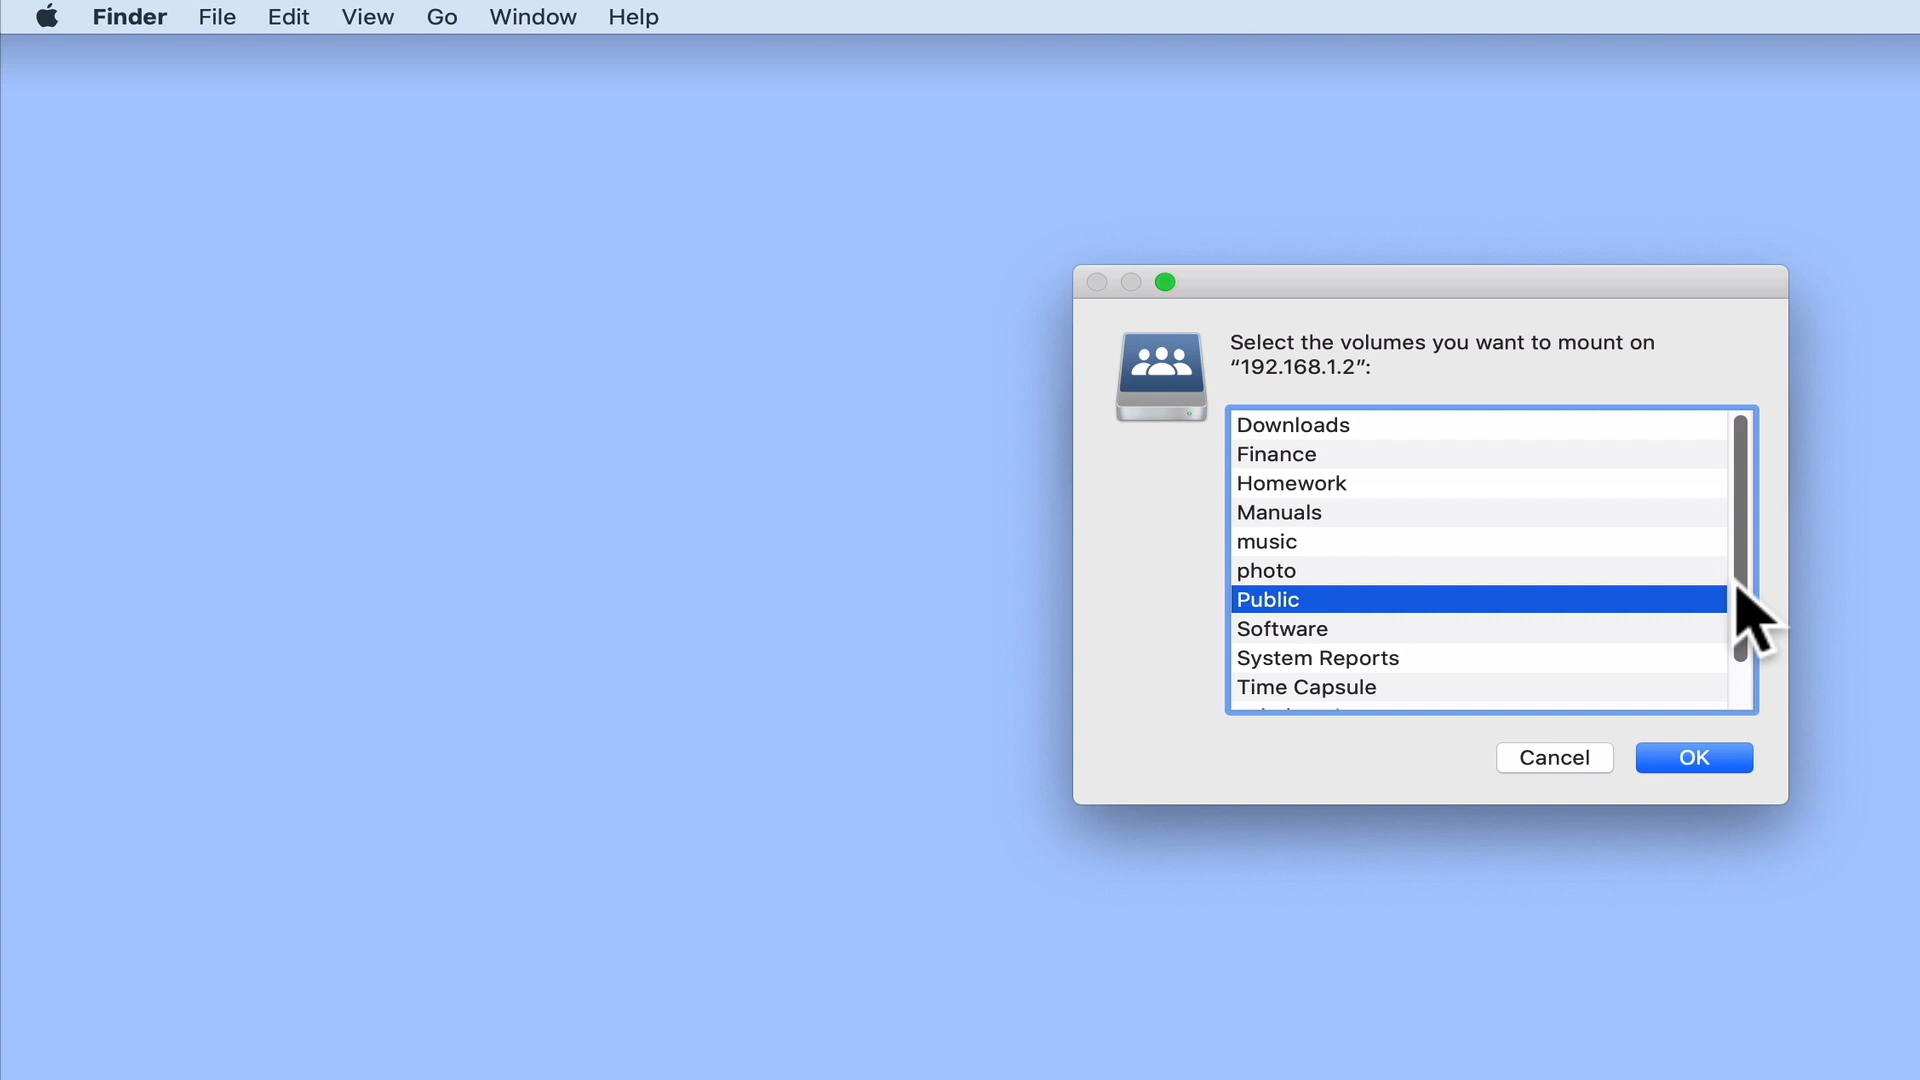 Finder File Edit View Go Window Help
Select the volumes you want to mount on
“192.168.1.2”:
Downloads
Finance
Homework
Manuals
music
photo
Public
Software
System Reports
Time Capsule
Cancel OK